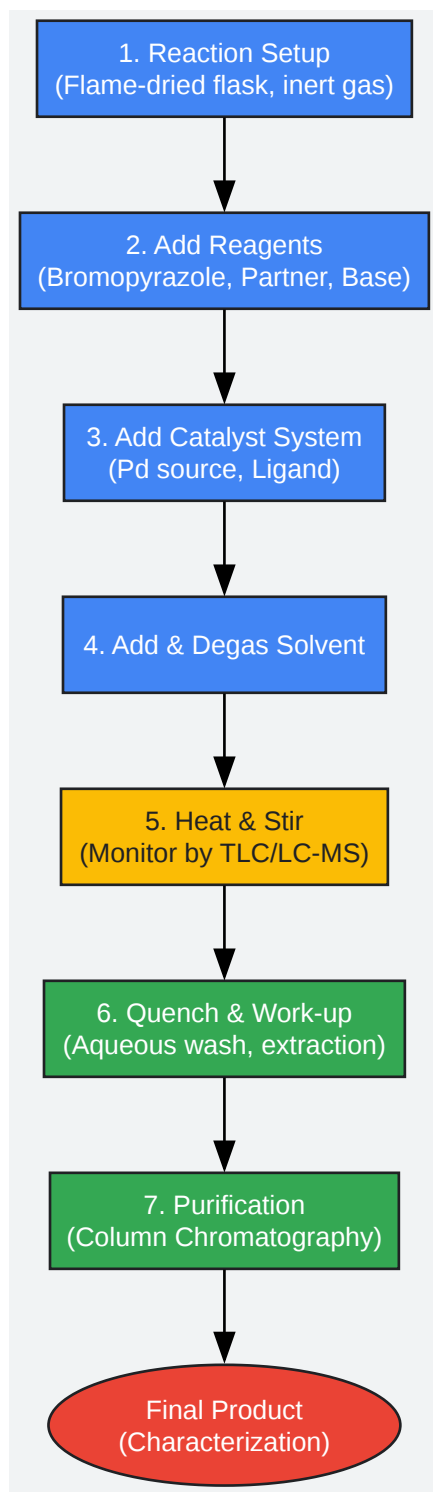 1. Reaction Setup
(Flame-dried flask, inert gas)
2. Add Reagents
(Bromopyrazole, Partner, Base)
3. Add Catalyst System
(Pd source, Ligand)
4. Add & Degas Solvent
5. Heat & Stir
(Monitor by TLC/LC-MS)
6. Quench & Work-up
(Aqueous wash, extraction)
7. Purification
(Column Chromatography)
Final Product
(Characterization)